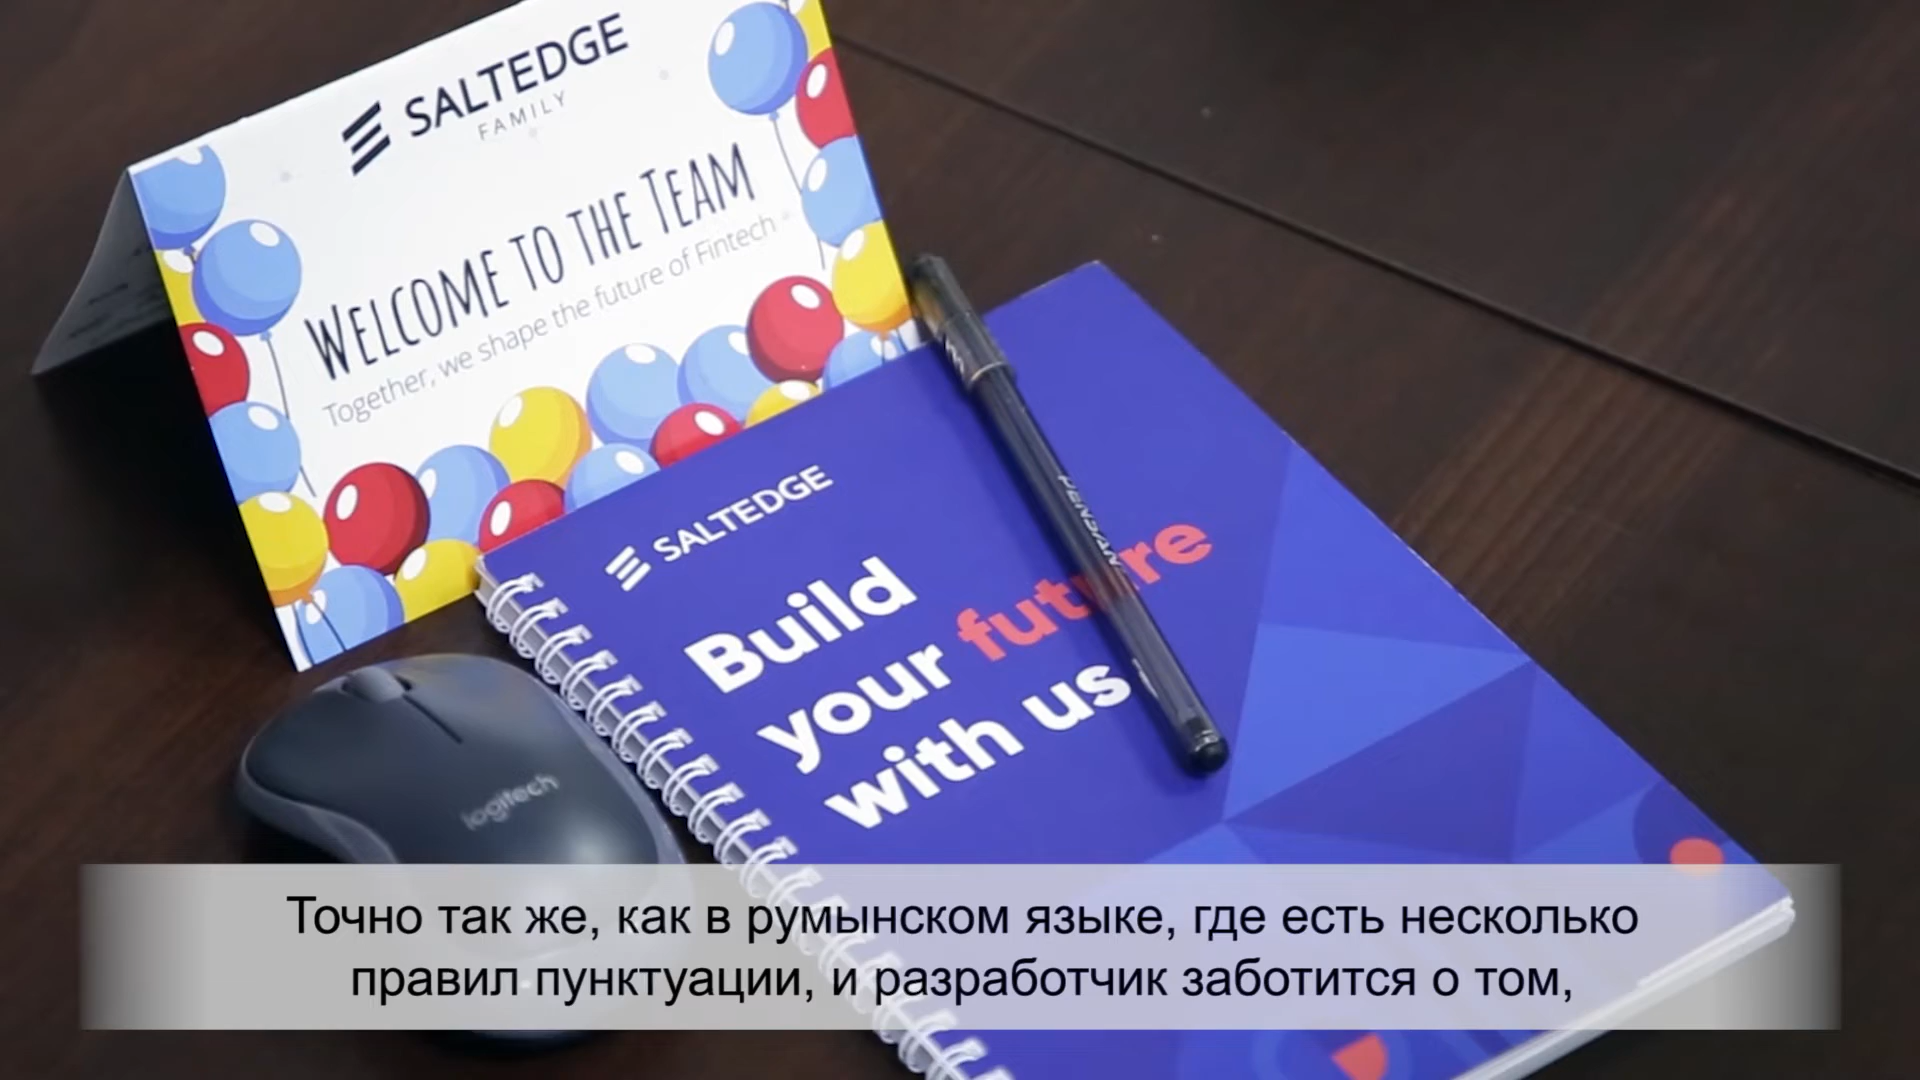 SALTEDGE
FAMILY
WELCOME TO THE TEAM
Together, we shape the future of Fintech
SALTEDGE
Build
your future
with us
PENSAN
logitech
Точно так же, как в румынском языке, где есть несколько
правил пунктуации, и разработчик заботится о том,